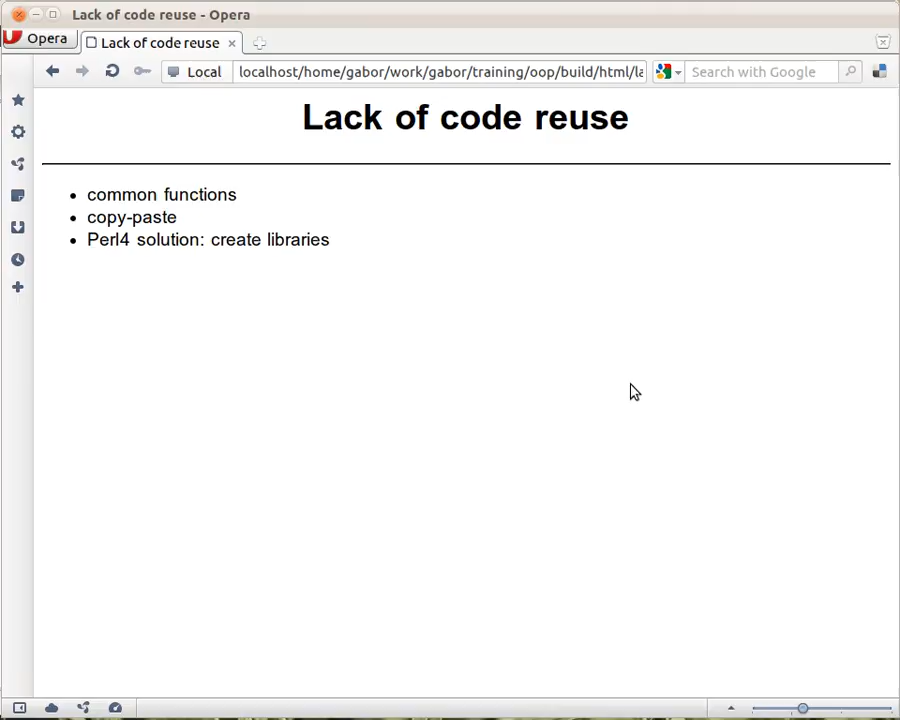 Lack of code reuse - Opera
Opera
Lack of code reuse
Local
localhost/home/gabor/work/gabor/training/oop/build/html/la
Search with Google
Lack of code reuse
common functions
copy-paste
Perl4 solution: create libraries